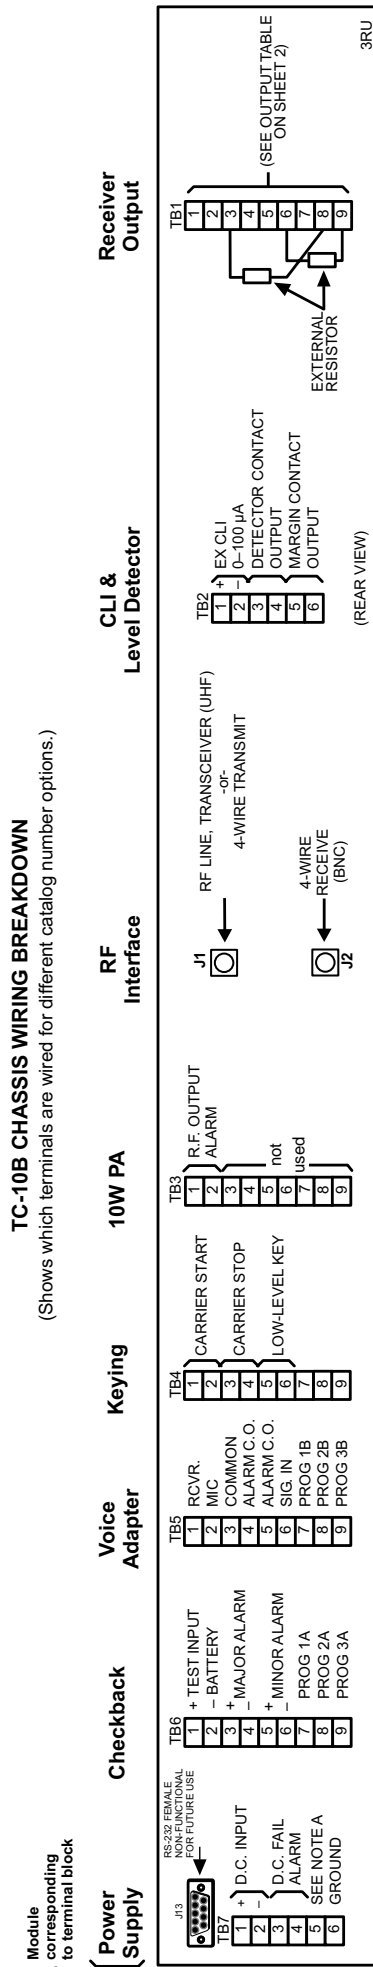 TC-10B CHASSIS WIRING BREAKDOWN
(Shows which terminals are wired for different catalog number options.)
Module
corresponding
to terminal block
Power
Supply
Checkback
Voice
Adapter
Keying
10W PA
RF
Interface
CLI &
Level Detector
Receiver
Output
RS-232 FEMALE
NON-FUNCTIONAL
FOR FUTURE USE
J13
TB7
1 + D.C. INPUT
2 –
3 D.C. FAIL
4 ALARM
5 SEE NOTE A
6 GROUND
TB6
1 + TEST INPUT
2 – BATTERY
3 + MAJOR ALARM
4 –
5 + MINOR ALARM
6 –
7 PROG 1A
8 PROG 2A
9 PROG 3A
TB5
1 RCVR.
2 MIC
3 COMMON
4 ALARM C.O.
5 ALARM C.O.
6 SIG. IN
7 PROG 1B
8 PROG 2B
9 PROG 3B
TB4
1 CARRIER START
2
3 CARRIER STOP
4
5 LOW-LEVEL KEY
6
7
8
9
TB3
1 R.F. OUTPUT
2 ALARM
3
4
5 not
6 used
7
8
9
J1
RF LINE, TRANSCEIVER (UHF)
-or-
4-WIRE TRANSMIT
J2
4-WIRE
RECEIVE
(BNC)
TB2
1 + EX CLI
2 – 0–100 µA
3 DETECTOR CONTACT
4 OUTPUT
5 MARGIN CONTACT
6 OUTPUT
(REAR VIEW)
TB1
1
2
3
4
5
6
7
8
9
(SEE OUTPUT TABLE
ON SHEET 2)
EXTERNAL
RESISTOR
3RU